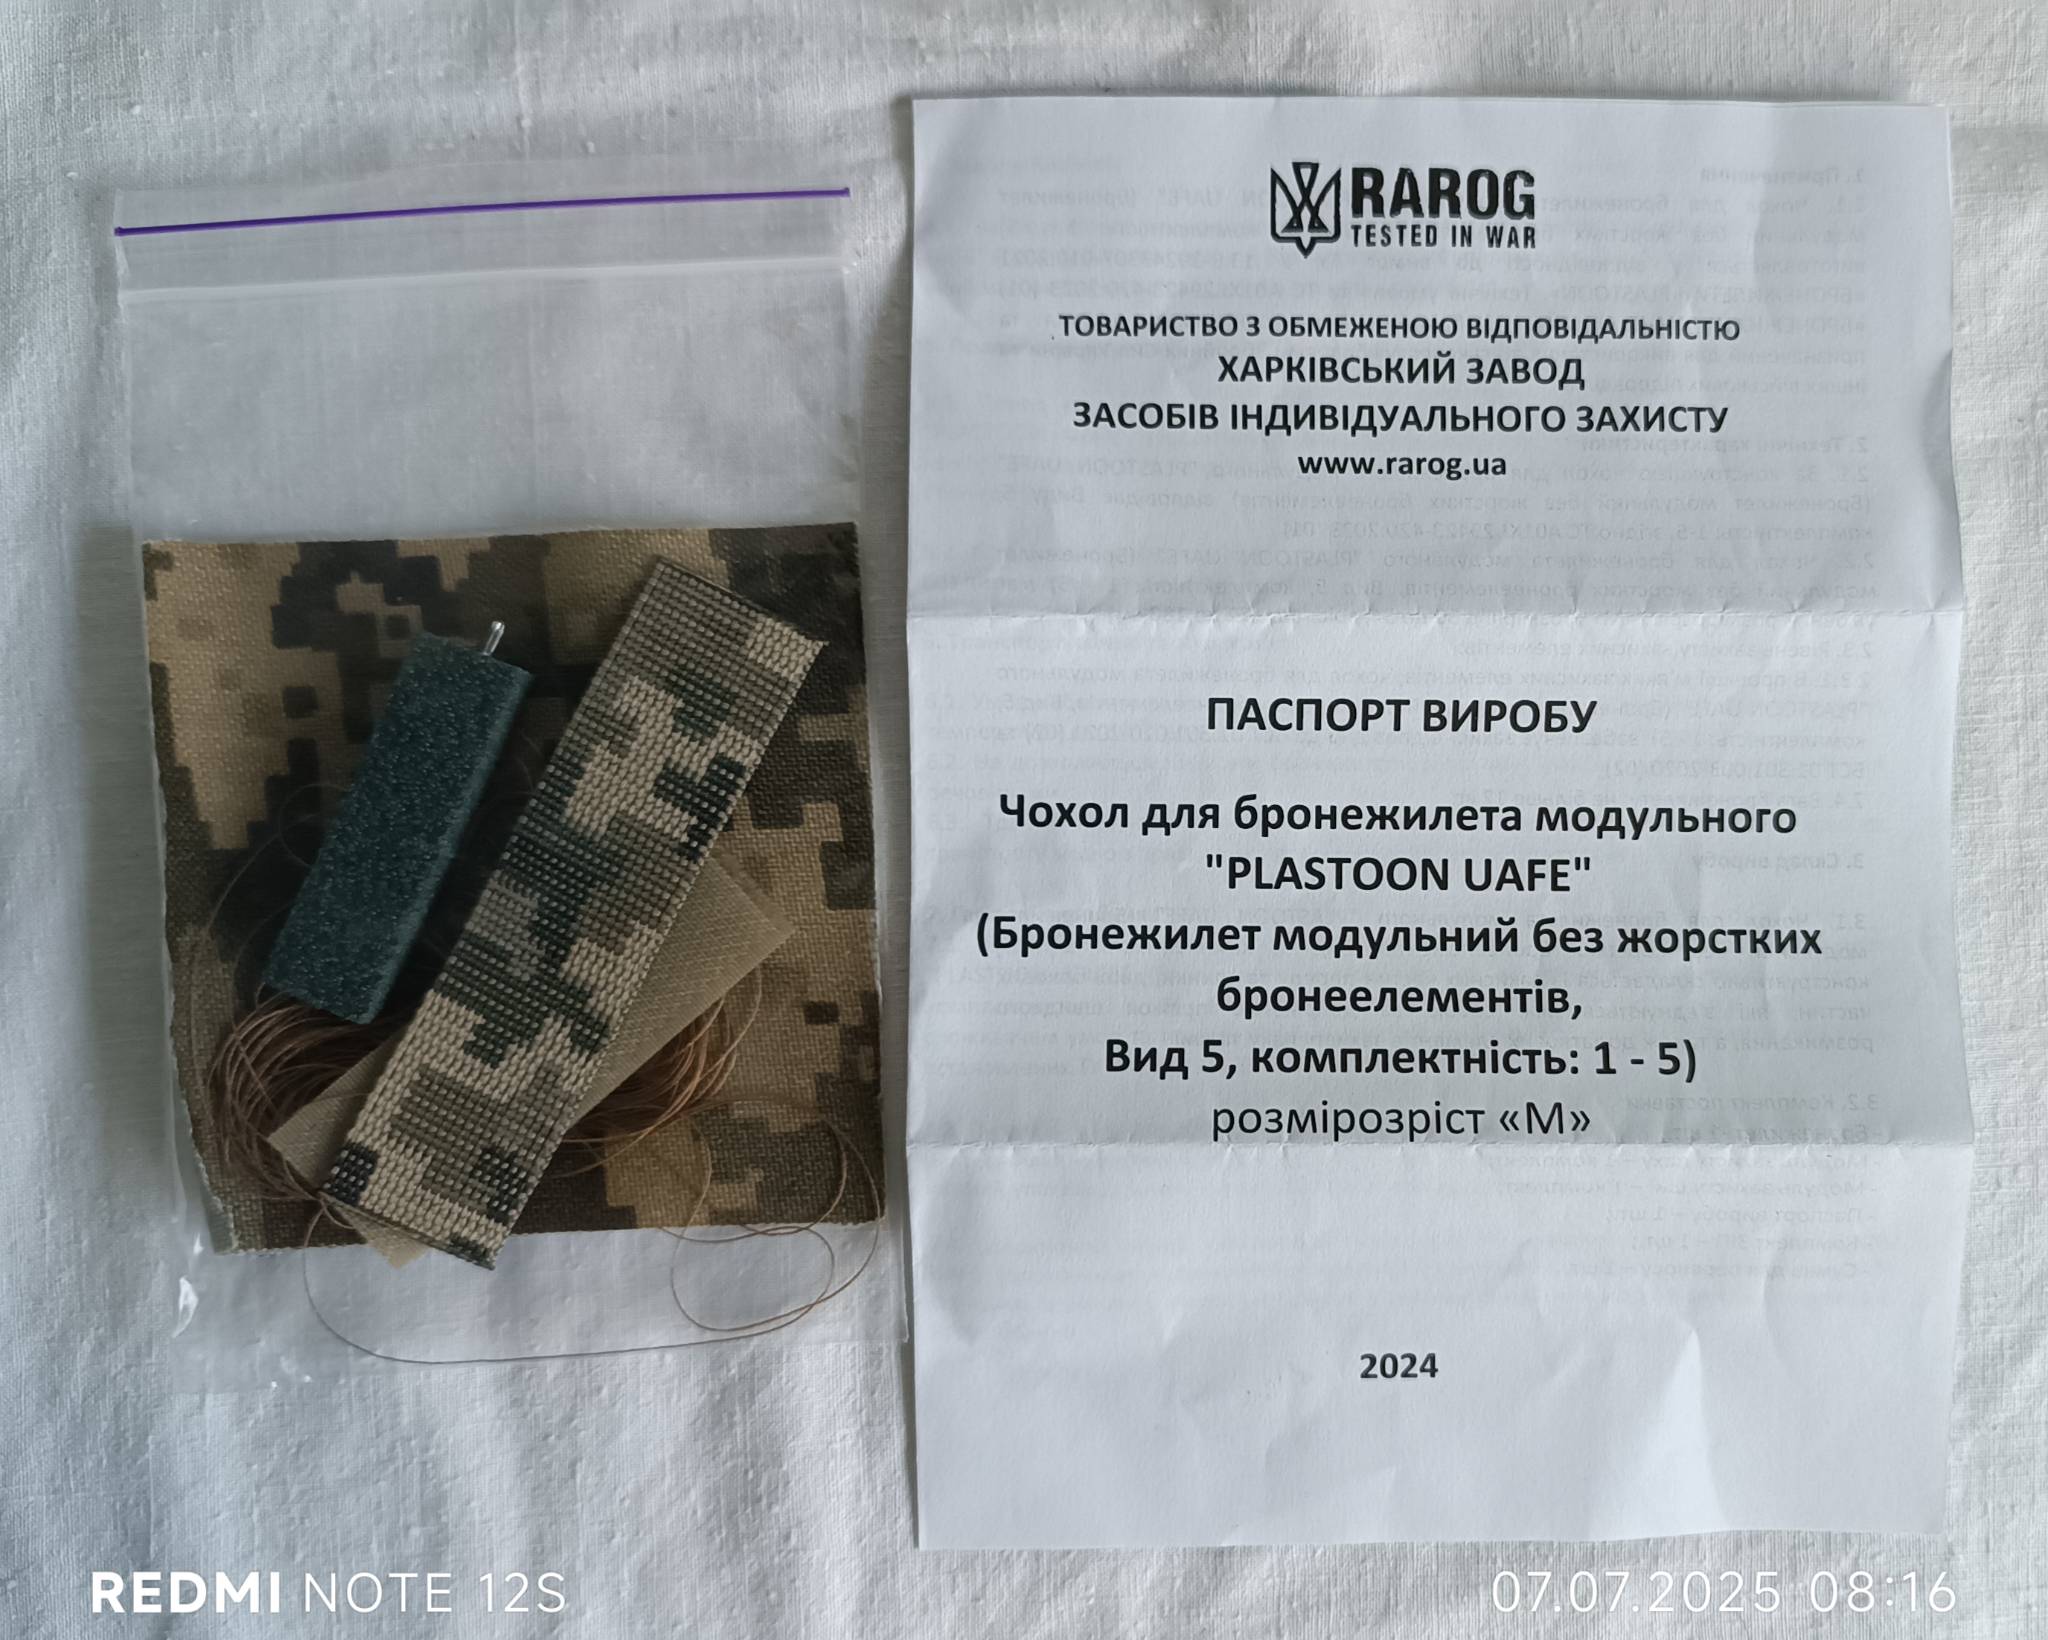 RAROG
TESTED IN WAR
ТОВАРИСТВО З ОБМЕЖЕНОЮ ВІДПОВІДАЛЬНІСТЮ
ХАРКІВСЬКИЙ ЗАВОД
ЗАСОБІВ ІНДИВІДУАЛЬНОГО ЗАХИСТУ
www.rarog.ua
ПАСПОРТ ВИРОБУ
Чохол для бронежилета модульного
"PLASTOON UAFE"
(Бронежилет модульний без жорстких
бронеелементів,
Вид 5, комплектність: 1 - 5)
розмірозріст «М»
2024
REDMI NOTE 12S
07.07.2025 08:16